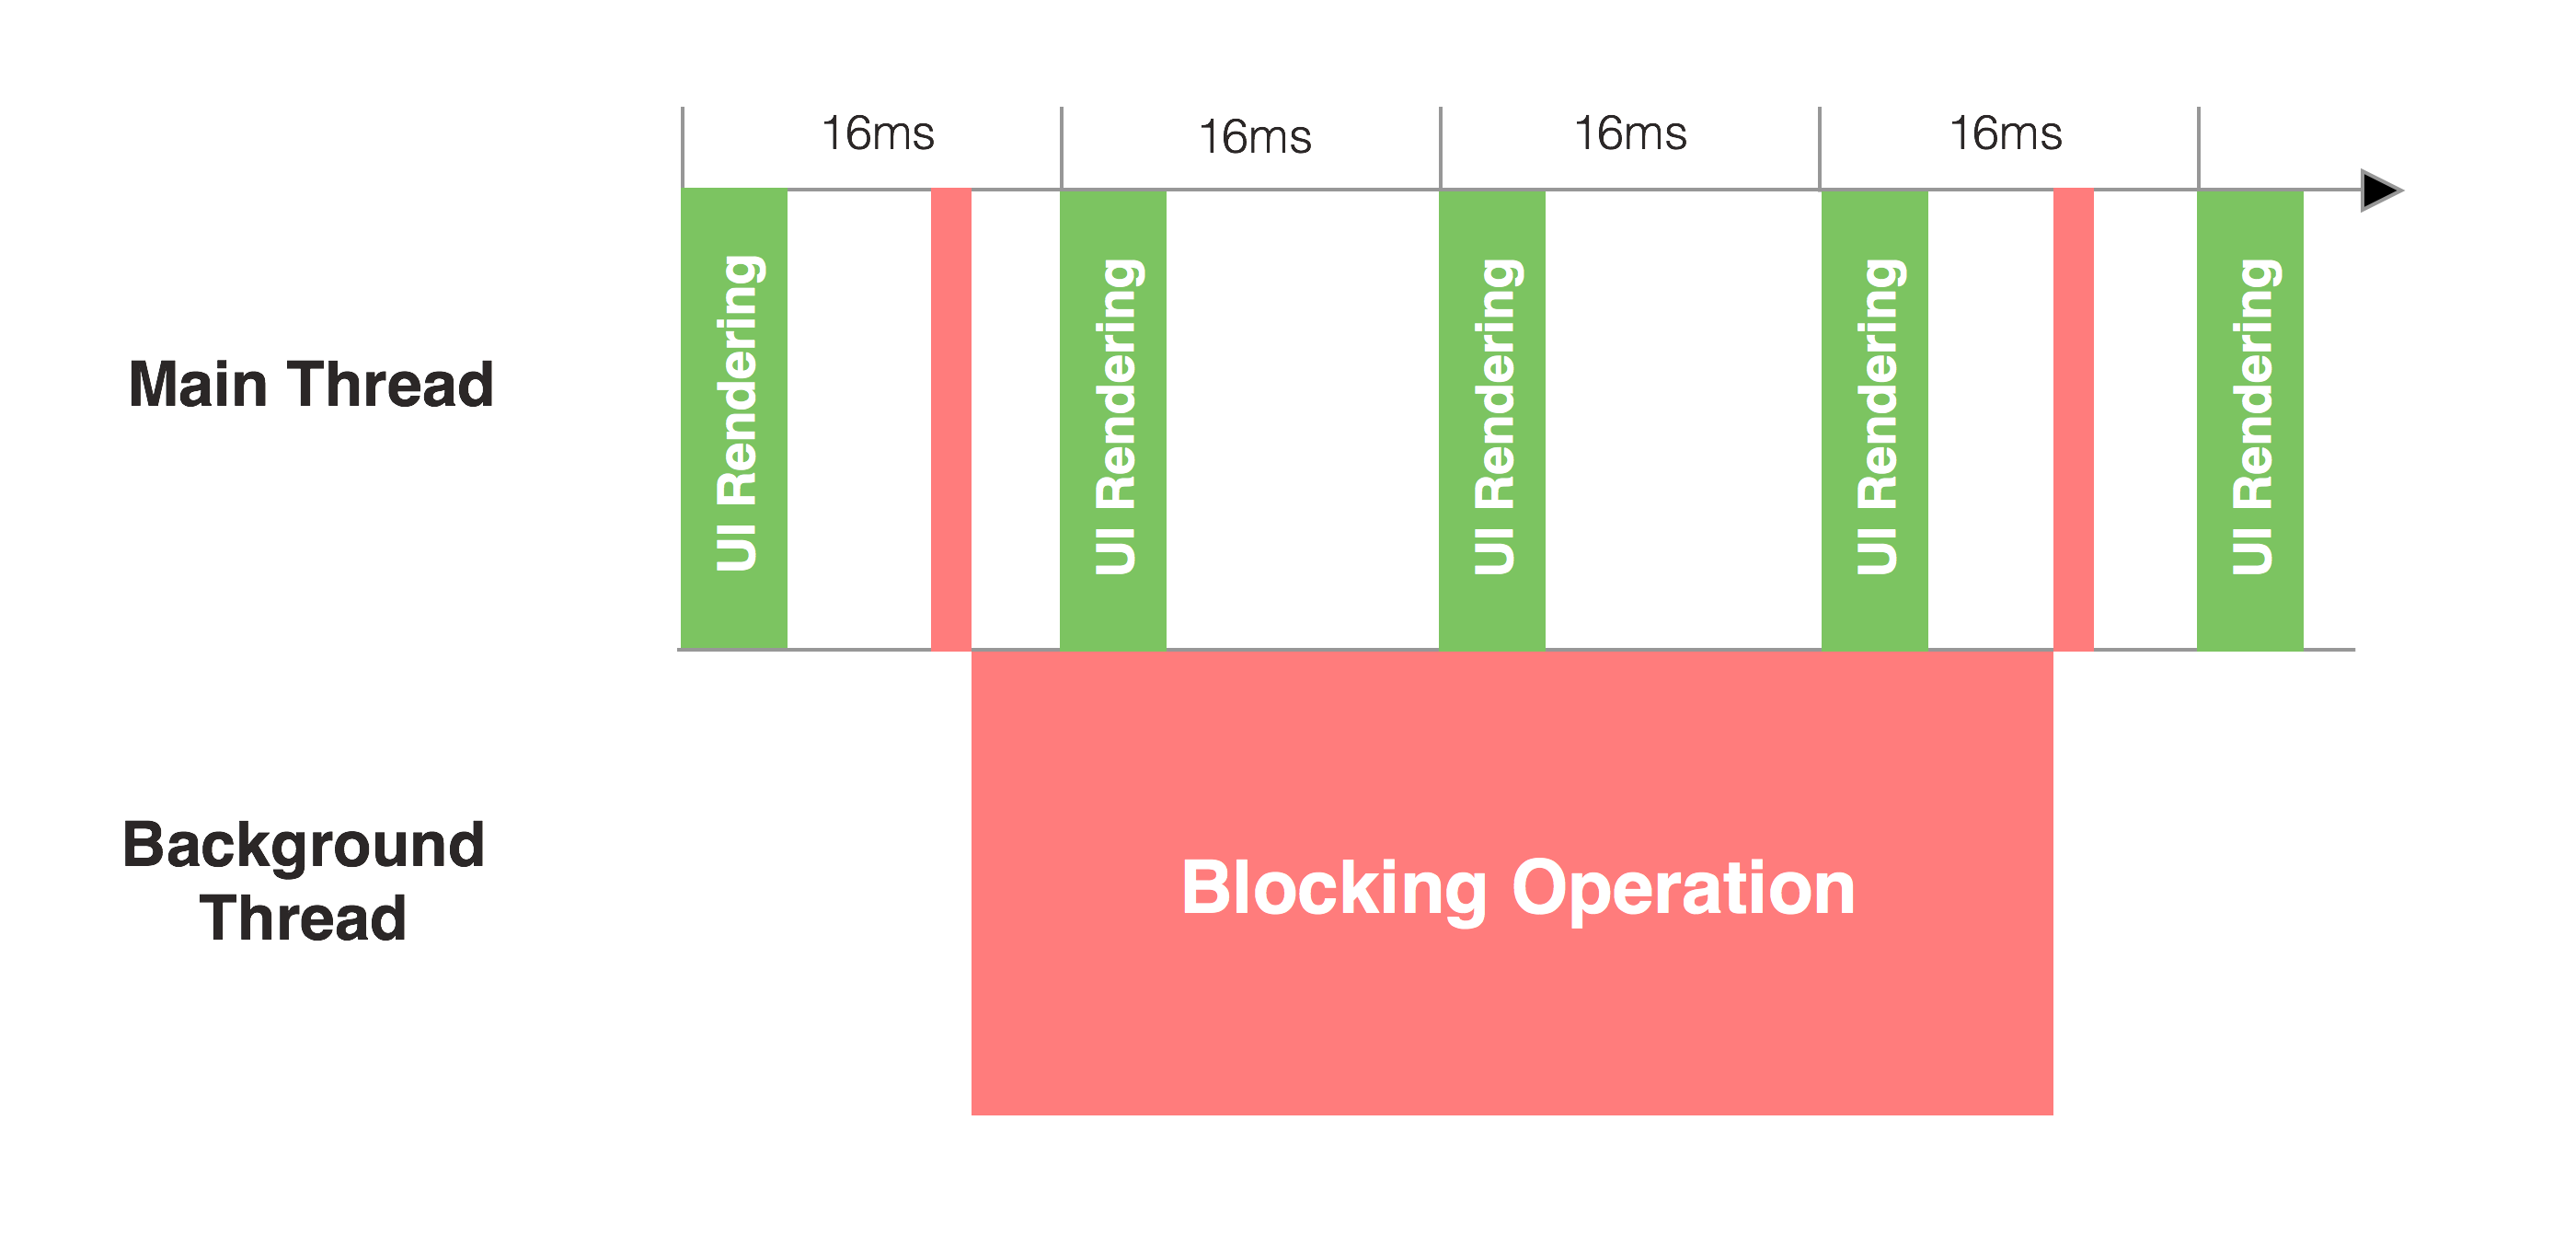 16ms
16ms
16ms
16ms
Main Thread
UI Rendering
UI Rendering
UI Rendering
UI Rendering
UI Rendering
Background
Thread
Blocking Operation